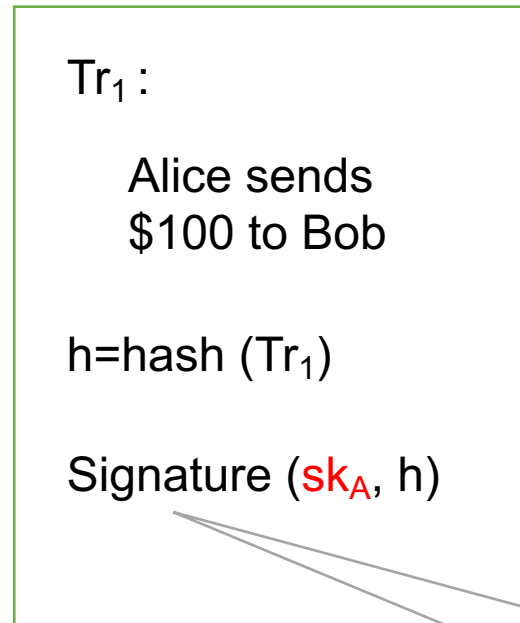 Tr₁ :
Alice sends
$100 to Bob
h=hash (Tr₁)
Signature (skA, h)